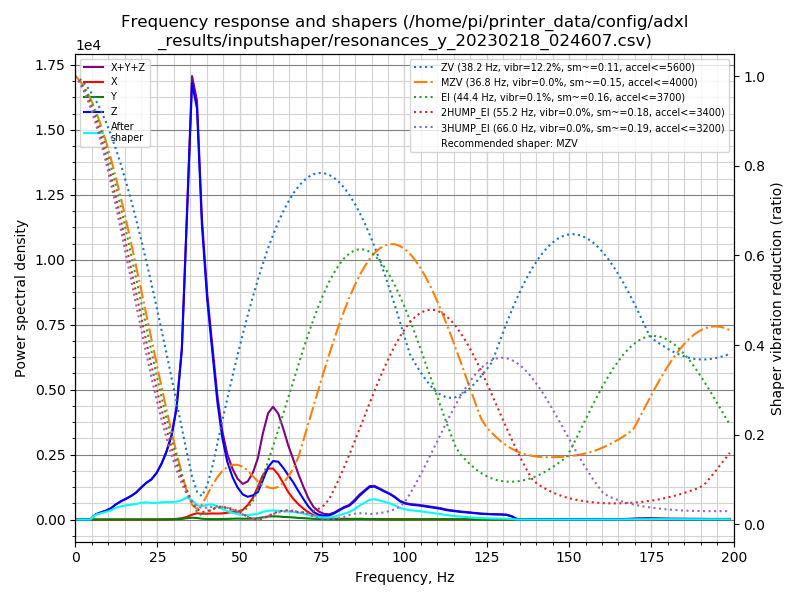 Frequency response and shapers (/home/pi/printer_data/config/adxl
_results/inputshaper/resonances_y_20230218_024607.csv)
1e4
X+Y+Z
X
Y
Z
After
shaper
ZV (38.2 Hz, vibr=12.2%, sm~=0.11, accel<=5600)
MZV (36.8 Hz, vibr=0.0%, sm~=0.15, accel<=4000)
EI (44.4 Hz, vibr=0.1%, sm~=0.16, accel<=3700)
2HUMP_EI (55.2 Hz, vibr=0.0%, sm~=0.18, accel<=3400)
3HUMP_EI (66.0 Hz, vibr=0.0%, sm~=0.19, accel<=3200)
Recommended shaper: MZV
Power spectral density
1.75
1.50
1.25
1.00
0.75
0.50
0.25
0.00
0
25
50
75
100
125
150
175
200
Frequency, Hz
1.0
0.8
0.6
0.4
0.2
0.0
Shaper vibration reduction (ratio)